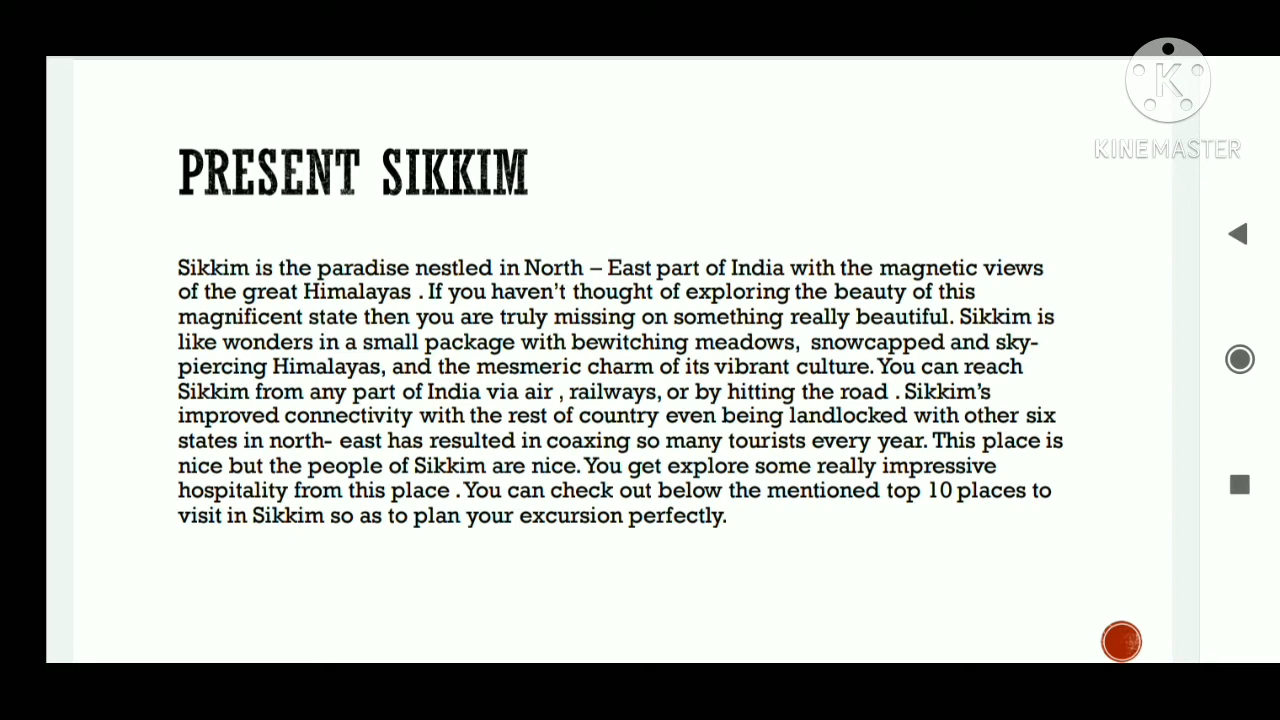 K
KINEMASTER
PRESENT SIKKIM
Sikkim is the paradise nestled in North – East part of India with the magnetic views
of the great Himalayas . If you haven't thought of exploring the beauty of this
magnificent state then you are truly missing on something really beautiful. Sikkim is
like wonders in a small package with bewitching meadows, snowcapped and sky-
piercing Himalayas, and the mesmeric charm of its vibrant culture. You can reach
Sikkim from any part of India via air , railways, or by hitting the road . Sikkim's
improved connectivity with the rest of country even being landlocked with other six
states in north- east has resulted in coaxing so many tourists every year. This place is
nice but the people of Sikkim are nice. You get explore some really impressive
hospitality from this place . You can check out below the mentioned top 10 places to
visit in Sikkim so as to plan your excursion perfectly.